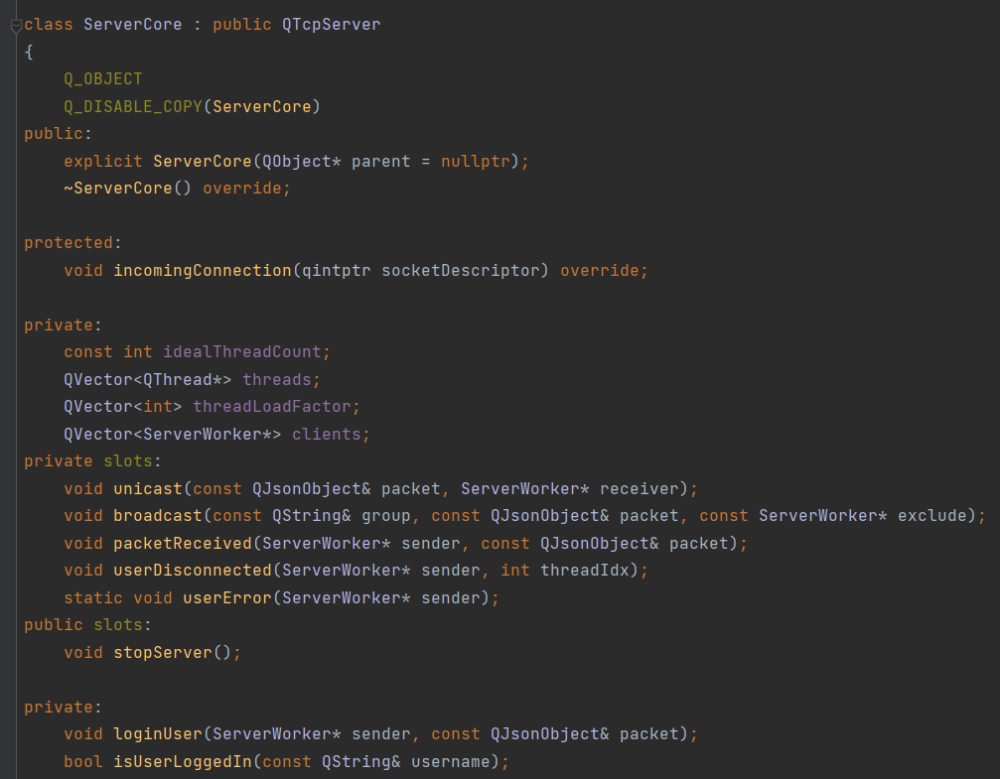 class ServerCore : public QTcpServer
{
    Q_OBJECT
    Q_DISABLE_COPY(ServerCore)
public:
    explicit ServerCore(QObject* parent = nullptr);
    ~ServerCore() override;

protected:
    void incomingConnection(qintptr socketDescriptor) override;

private:
    const int idealThreadCount;
    QVector<QThread*> threads;
    QVector<int> threadLoadFactor;
    QVector<ServerWorker*> clients;
private slots:
    void unicast(const QJsonObject& packet, ServerWorker* receiver);
    void broadcast(const QString& group, const QJsonObject& packet, const ServerWorker* exclude);
    void packetReceived(ServerWorker* sender, const QJsonObject& packet);
    void userDisconnected(ServerWorker* sender, int threadIdx);
    static void userError(ServerWorker* sender);
public slots:
    void stopServer();

private:
    void loginUser(ServerWorker* sender, const QJsonObject& packet);
    bool isUserLoggedIn(const QString& username);